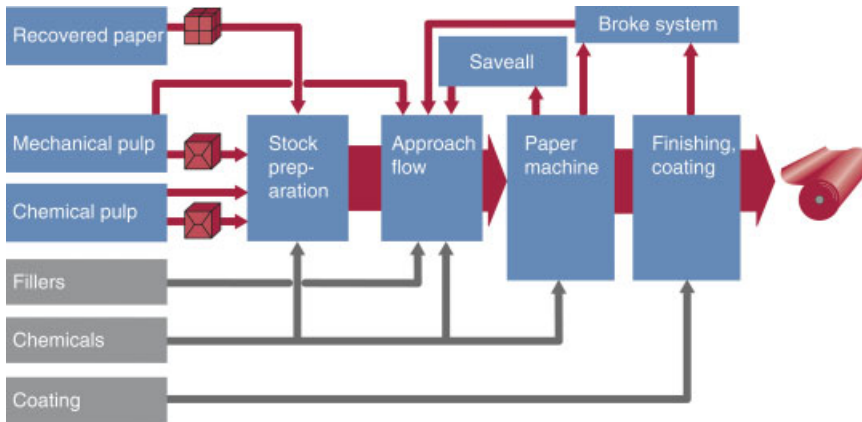 Recovered paper
Broke system
Saveall
Mechanical pulp
Stock
prep-
aration
Approach
flow
Paper
machine
Finishing,
coating
Chemical pulp
Fillers
Chemicals
Coating